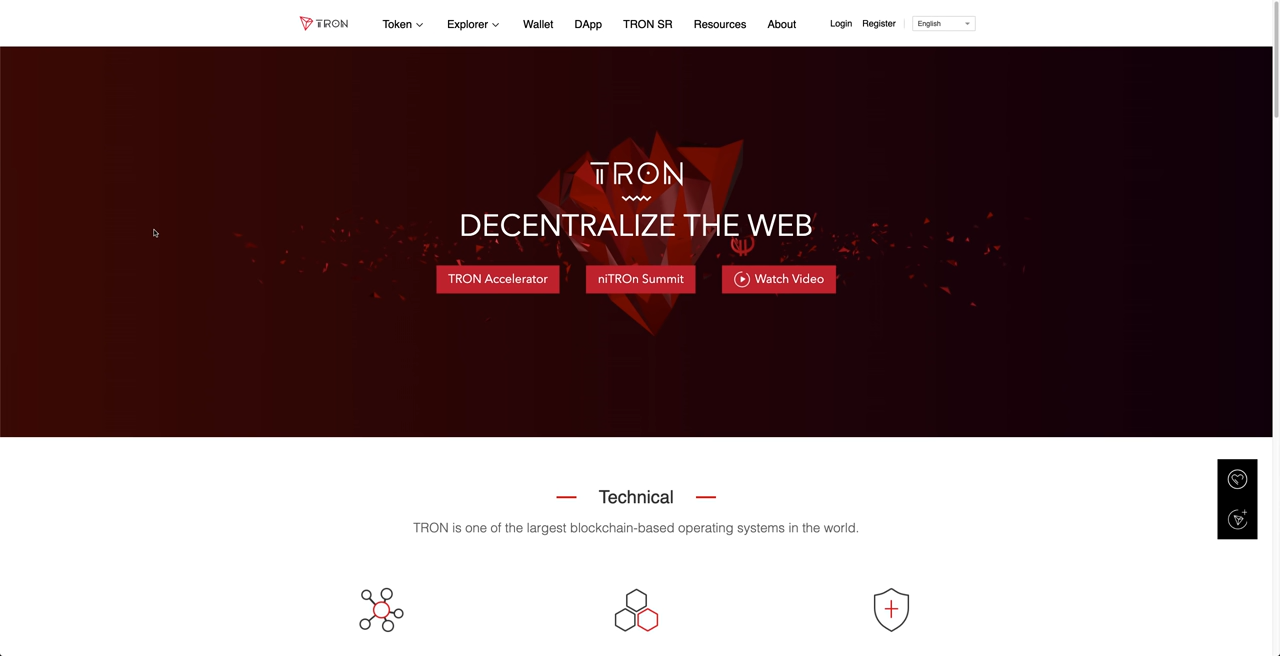 TRON Token Explorer Wallet DApp TRON SR Resources About Login Register English
TRON
DECENTRALIZE THE WEB
TRON Accelerator niTROn Summit Watch Video
Technical
TRON is one of the largest blockchain-based operating systems in the world.